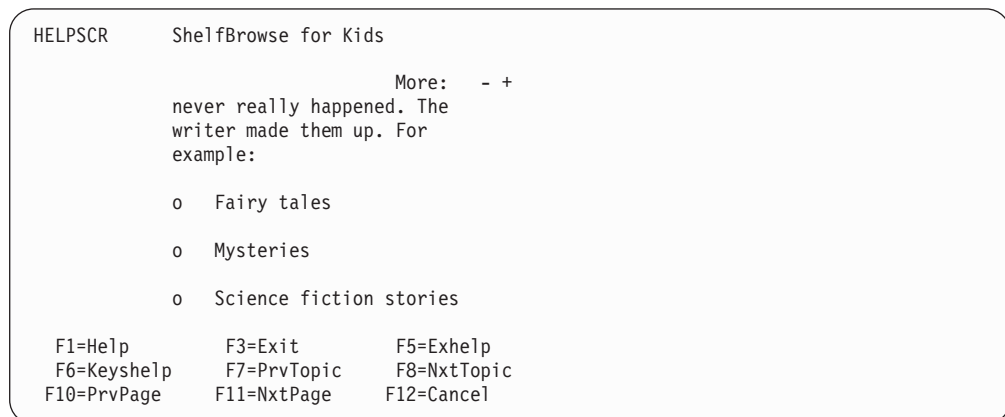 HELPSCR ShelfBrowse for Kids
More: - +
never really happened. The
writer made them up. For
example:
o Fairy tales
o Mysteries
o Science fiction stories
F1=Help F3=Exit F5=Exhelp
F6=Keyshelp F7=PrvTopic F8=NxtTopic
F10=PrvPage F11=NxtPage F12=Cancel